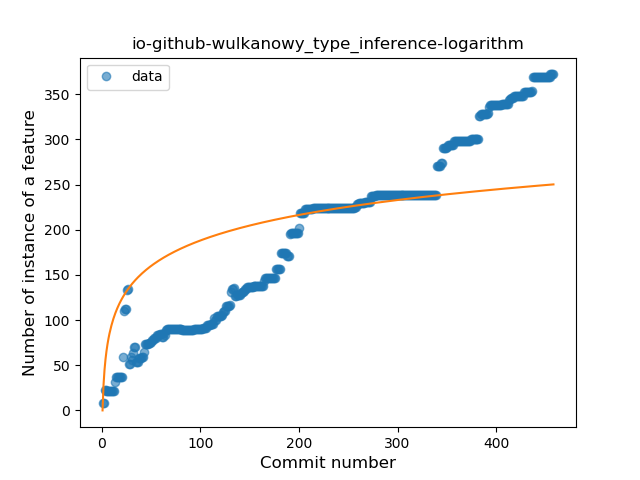 io-github-wulkanowy_type_inference-logarithm
data
Number of instance of a feature
350
300
250
200
150
100
50
0
0 100 200 300 400
Commit number